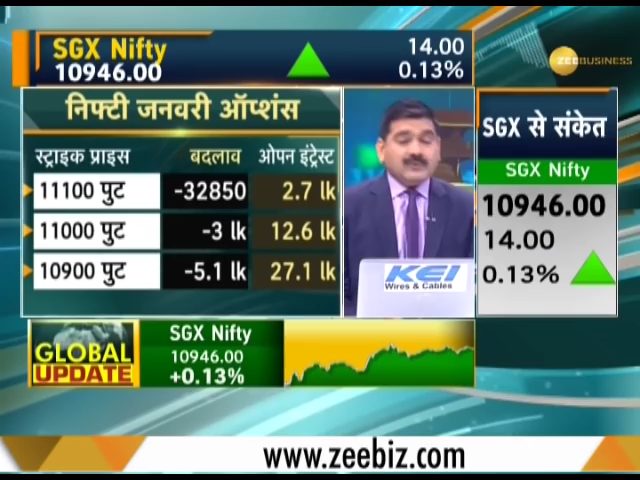 SGX Nifty
10946.00
14.00
0.13%
ZEEBUSINESS
निफ्टी जनवरी ऑप्शंस
स्ट्राइक प्राइस बदलाव ओपन इंट्रेस्ट
11100 पुट -32850 2.7 lk
11000 पुट -3 lk 12.6 lk
10900 पुट -5.1 lk 27.1 lk
KEI
Wires & Cables
SGX से संकेत
SGX Nifty
10946.00
14.00
0.13%
GLOBAL
UPDATE
SGX Nifty
10946.00
+0.13%
www.zeebiz.com